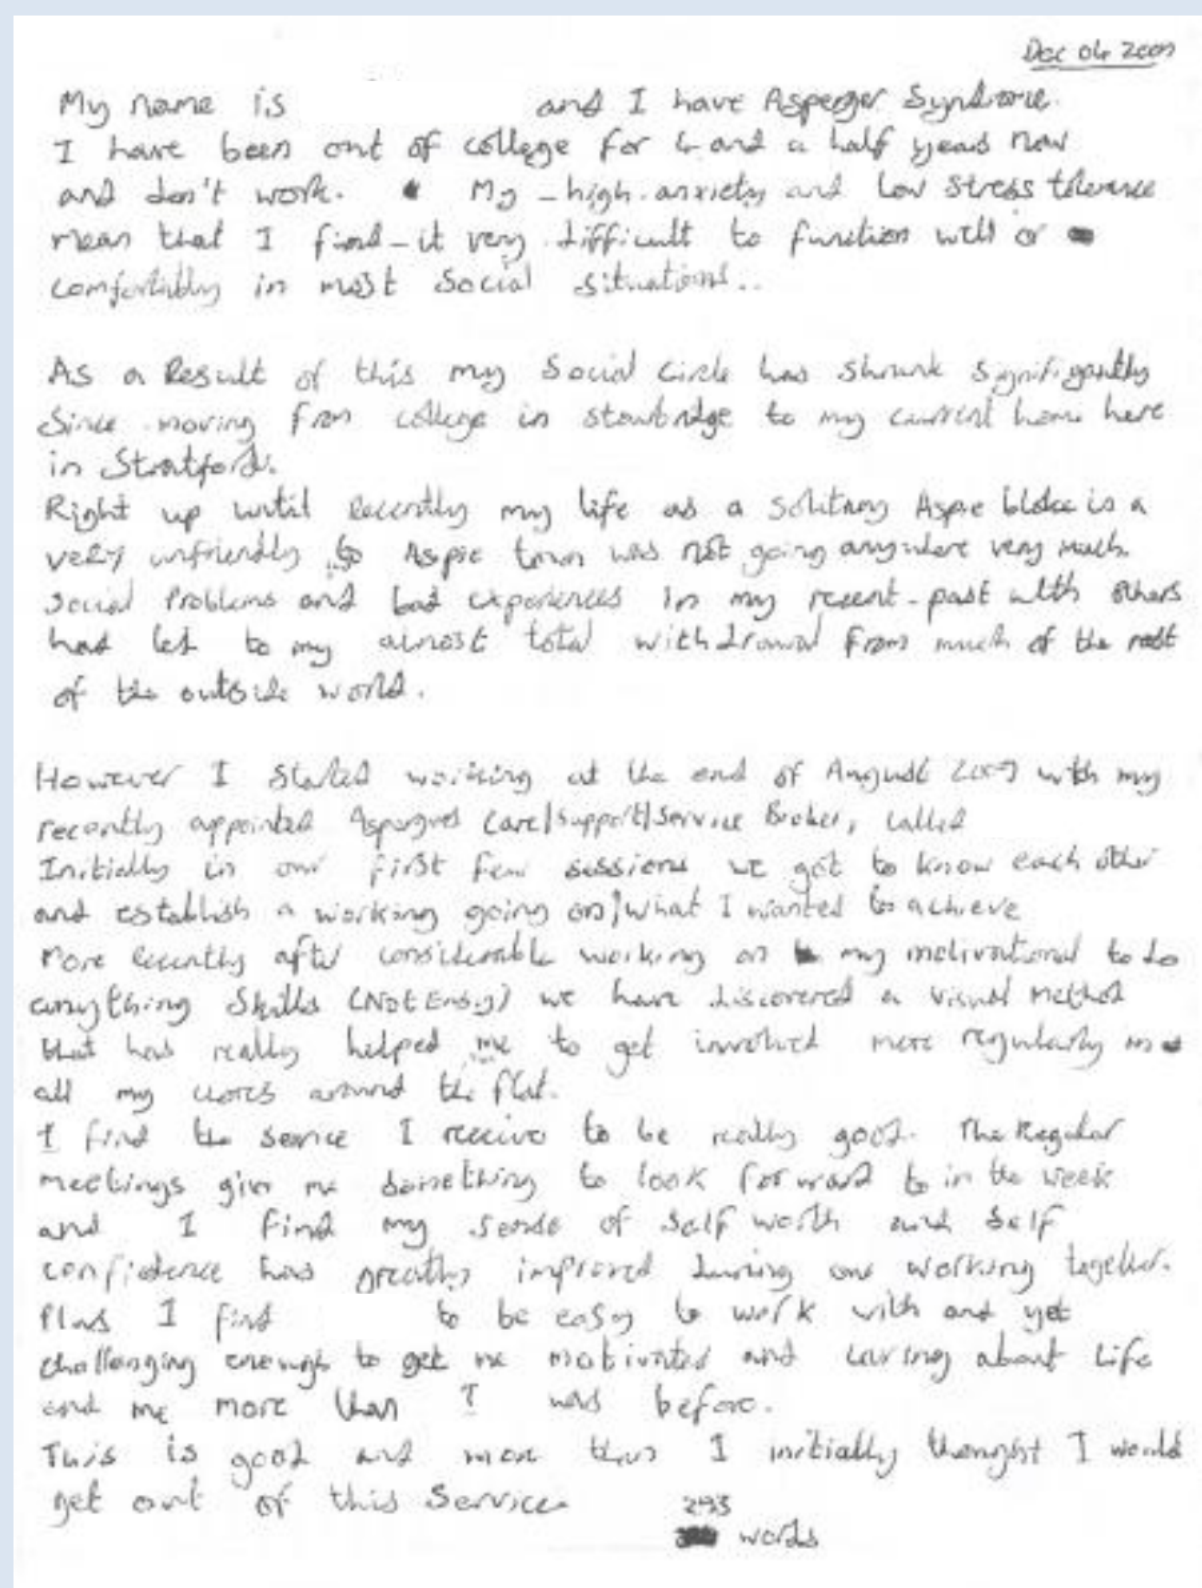 Dec 04 2007
My name is and I have Asperger Syndrome.
I have been out of college for 4 and a half years now
and don't work. My high anxiety and low stress tolerance
mean that I find it very difficult to function well or
comfortably in most social situations..
As a Result of this my Social Circle has shrunk signifigantly
Since moving from college in stourbridge to my current home here
in Stratford.
Right up until Recently my life as a solitary Aspie bloke in a
very unfriendly to Aspie town was not going anywhere very much.
Social Problems and bad experiences in my recent past with others
had led to my almost total withdrawal from much of the rest
of the outside world.
However I started working at the end of August 2007 with my
recently appointed Aspergers Care/Support/Service Broker, called
Initially in our first few sessions we got to know each other
and establish a working going on/what I wanted to achieve
More Recently after considerable working on my motivational to do
anything Skills (Not Easy) we have discovered a visual method
that has really helped me to get involved more regularly in
all my chores around the flat.
I find the service I receive to be really good. The Regular
meetings give me something to look forward to in the week
and I find my sense of Self worth and Self
confidence has greatly improved during our working together.
Plus I find to be easy to work with and yet
challenging enough to get me motivated and caring about Life
and me more than I was before.
This is good and more than I initially thought I would
get out of this Service.
293
words